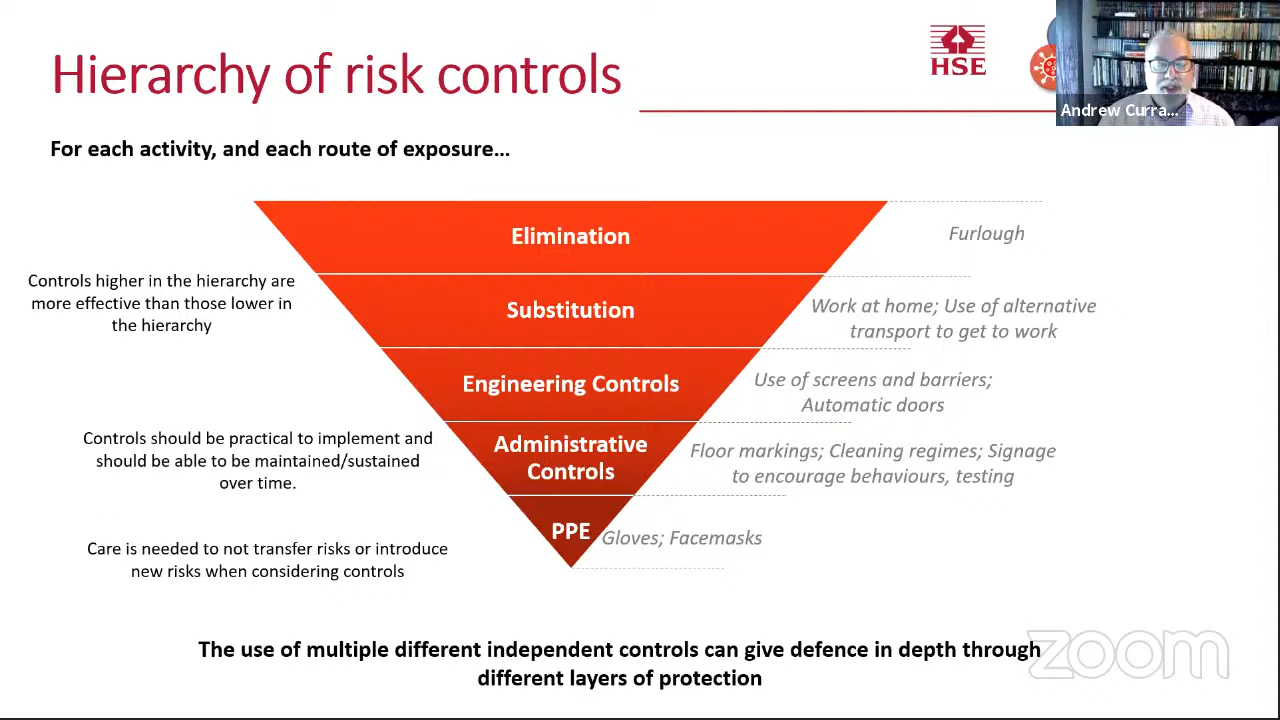 Hierarchy of risk controls
HSE
Andrew Curra...
For each activity, and each route of exposure...
Elimination
Furlough
Controls higher in the hierarchy are
more effective than those lower in
the hierarchy
Substitution
Work at home; Use of alternative
transport to get to work
Engineering Controls
Use of screens and barriers;
Automatic doors
Controls should be practical to implement and
should be able to be maintained/sustained
over time.
Administrative
Controls
Floor markings; Cleaning regimes; Signage
to encourage behaviours, testing
PPE
Gloves; Facemasks
Care is needed to not transfer risks or introduce
new risks when considering controls
The use of multiple different independent controls can give defence in depth through
different layers of protection
zoom